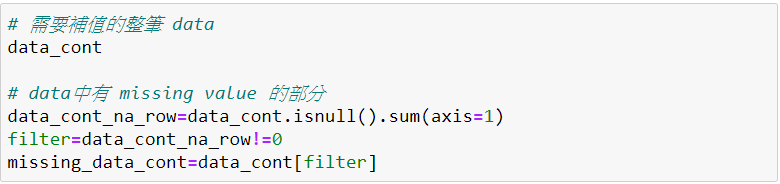 # 需要補值的整筆 data
data_cont
# data中有 missing value 的部分
data_cont_na_row=data_cont.isnull().sum(axis=1)
filter=data_cont_na_row!=0
missing_data_cont=data_cont[filter]